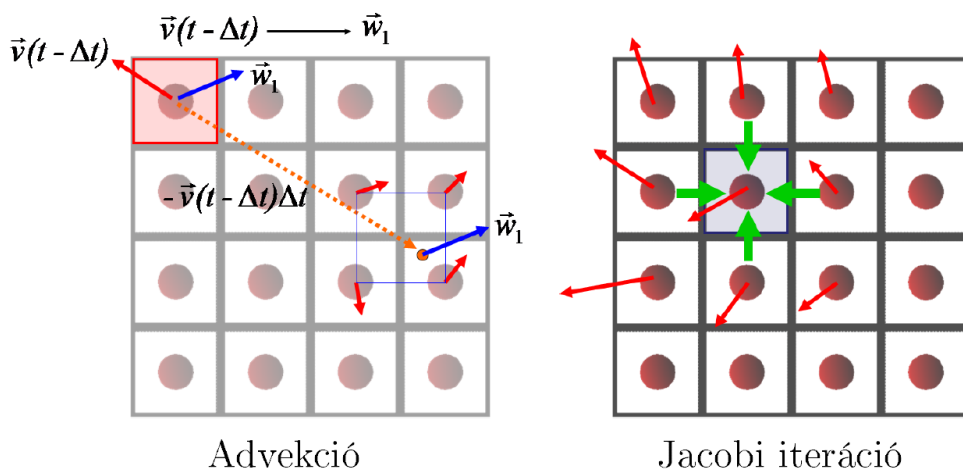 v⃗(t - Δt) ⟶ w⃗₁
v⃗(t - Δt)
w⃗₁
- v⃗(t - Δt)Δt
w⃗₁
Advekció
Jacobi iteráció